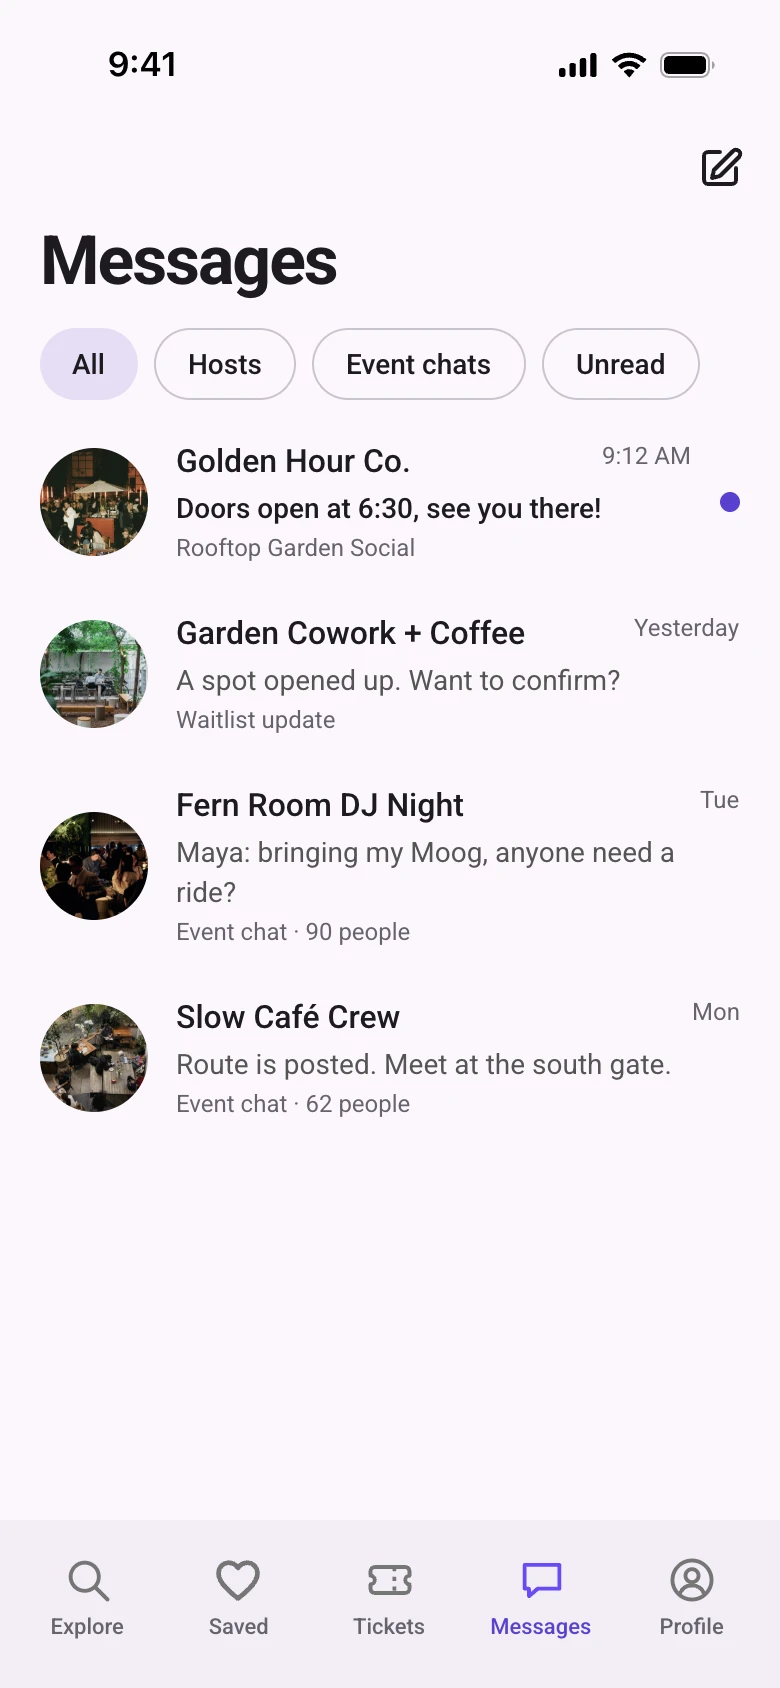 9:41
Messages
All
Hosts
Event chats
Unread
Golden Hour Co.
9:12 AM
Doors open at 6:30, see you there!
Rooftop Garden Social
Garden Cowork + Coffee
Yesterday
A spot opened up. Want to confirm?
Waitlist update
Fern Room DJ Night
Tue
Maya: bringing my Moog, anyone need a
ride?
Event chat · 90 people
Slow Café Crew
Mon
Route is posted. Meet at the south gate.
Event chat · 62 people
Explore
Saved
Tickets
Messages
Profile